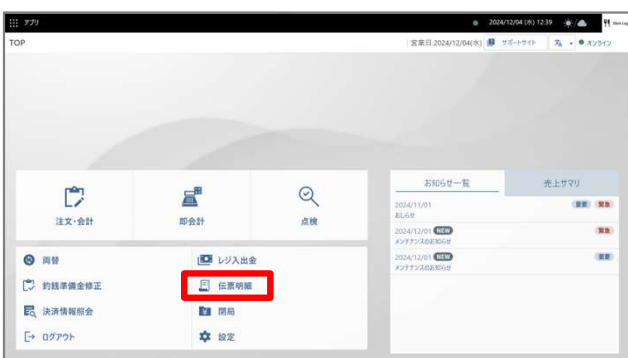 アプリ
2024/12/04 (水) 12:39
TOP
営業日:2024/12/04(水)
サポートサイト
オンライン
注文・会計
即会計
点検
両替
レジ入出金
釣銭準備金修正
伝票明細
決済情報照会
閉局
ログアウト
設定
お知らせ一覧
売上サマリ
2024/11/01
重要 緊急
おしらせ
2024/12/01 NEW
緊急
メンテナンスのお知らせ
2024/12/01 NEW
重要
メンテナンスのお知らせ